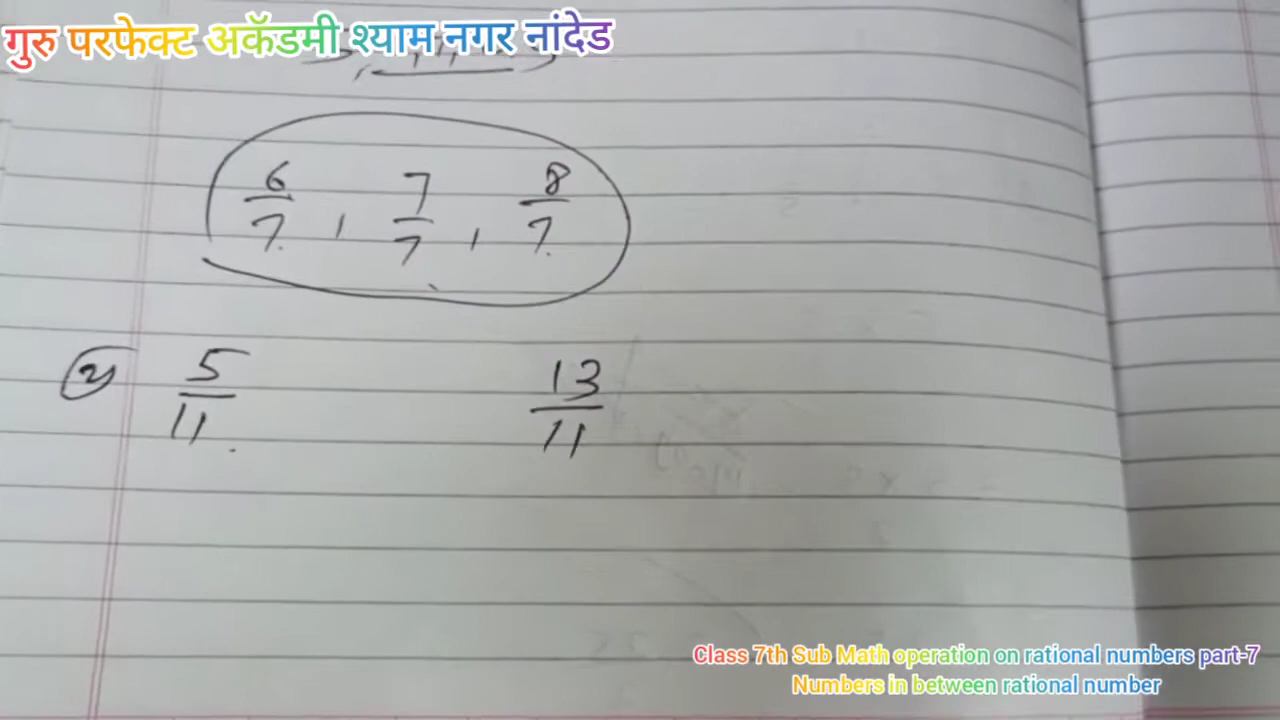 गुरु परफेक्ट अकॅडमी श्याम नगर नांदेड
6/7 , 7/7 , 8/7
२) 5/11 13/11
Class 7th Sub Math operation on rational numbers part-7
Numbers in between rational number